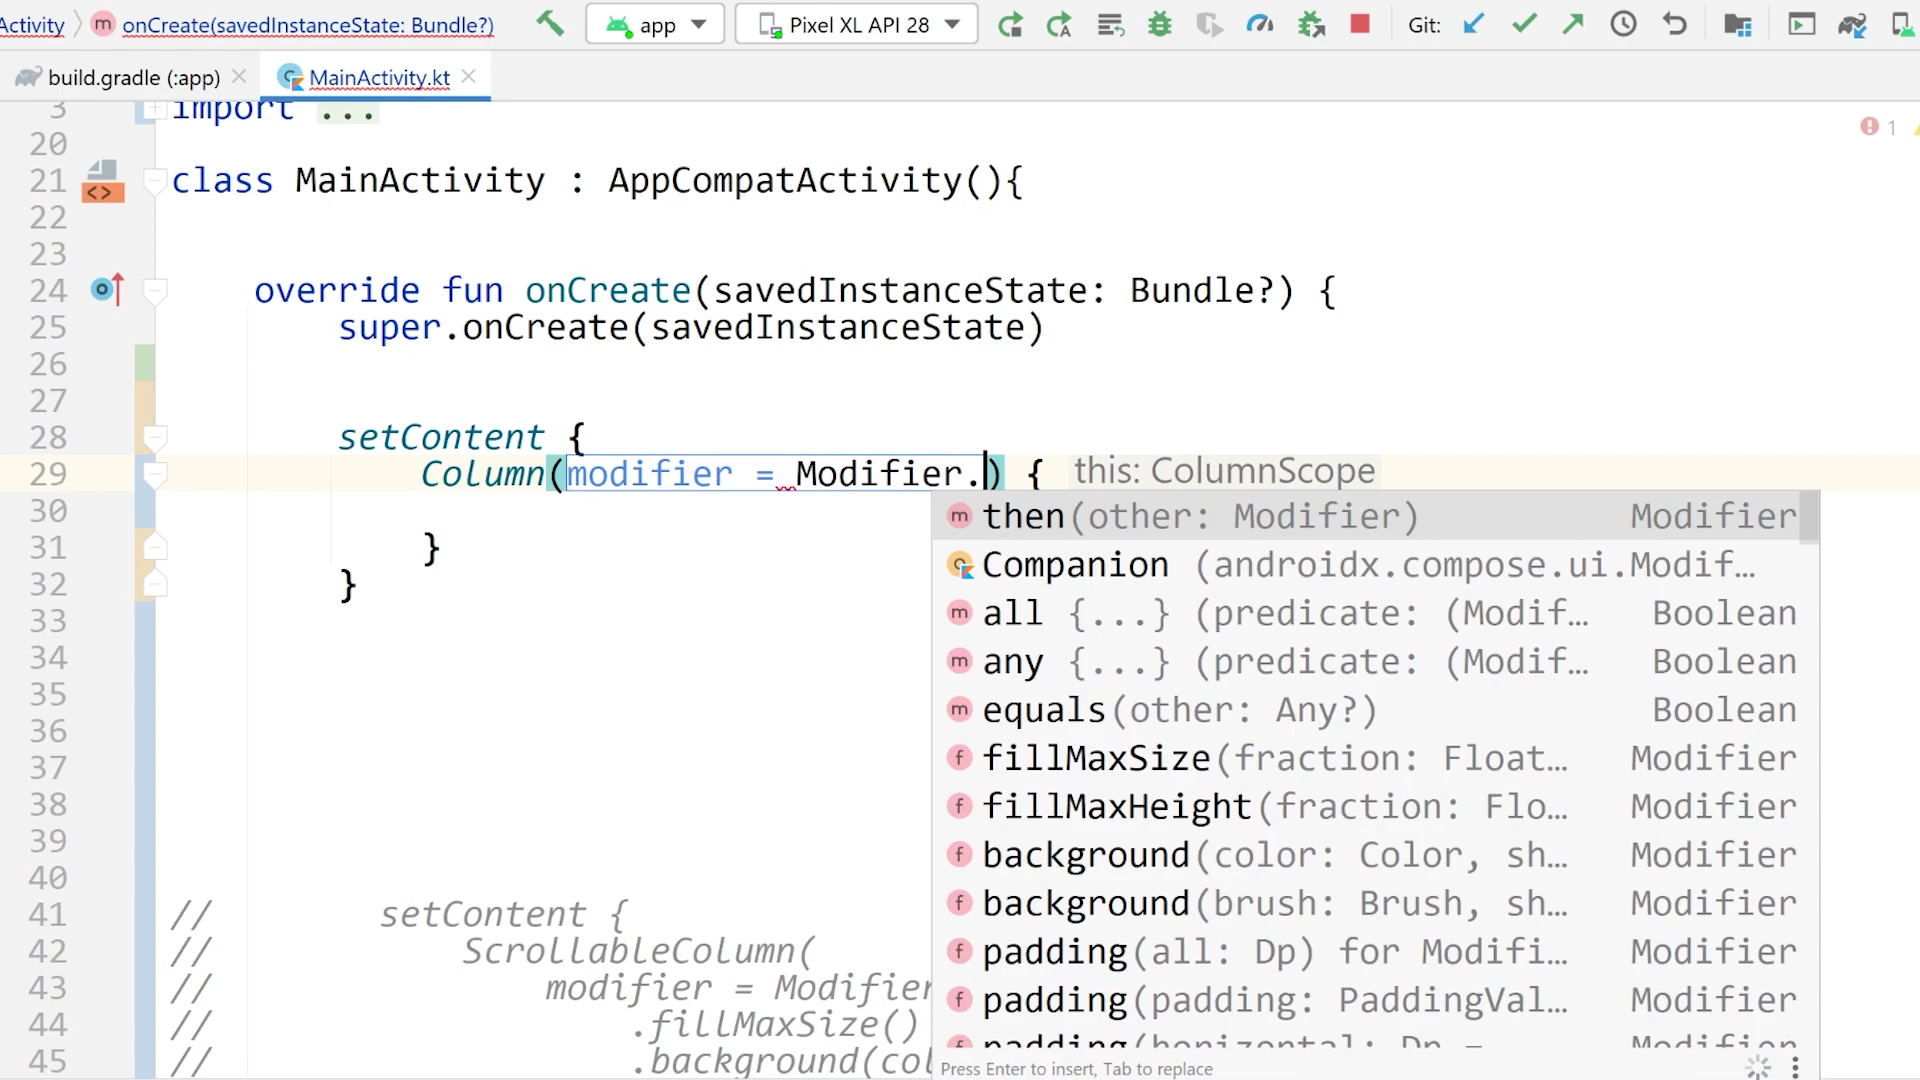 Activity onCreate(savedInstanceState: Bundle?) app Pixel XL API 28 Git:
build.gradle (:app) MainActivity.kt
3 import ...
1
20
21 class MainActivity : AppCompatActivity(){
22
23
24 override fun onCreate(savedInstanceState: Bundle?) {
25 super.onCreate(savedInstanceState)
26
27
28 setContent {
29 Column(modifier = Modifier.) { this: ColumnScope
30
31 }
32 }
33
34
35
36
37
38
39
40
41 // setContent {
42 // ScrollableColumn(
43 // modifier = Modifier
44 // .fillMaxSize()
45 // .background(col
then(other: Modifier) Modifier
Companion (androidx.compose.ui.Modif…
all {...} (predicate: (Modif… Boolean
any {...} (predicate: (Modif… Boolean
equals(other: Any?) Boolean
fillMaxSize(fraction: Float… Modifier
fillMaxHeight(fraction: Flo… Modifier
background(color: Color, sh… Modifier
background(brush: Brush, sh… Modifier
padding(all: Dp) for Modifi… Modifier
padding(padding: PaddingVal… Modifier
padding(horizontal: Dp = Modifier
Press Enter to insert, Tab to replace